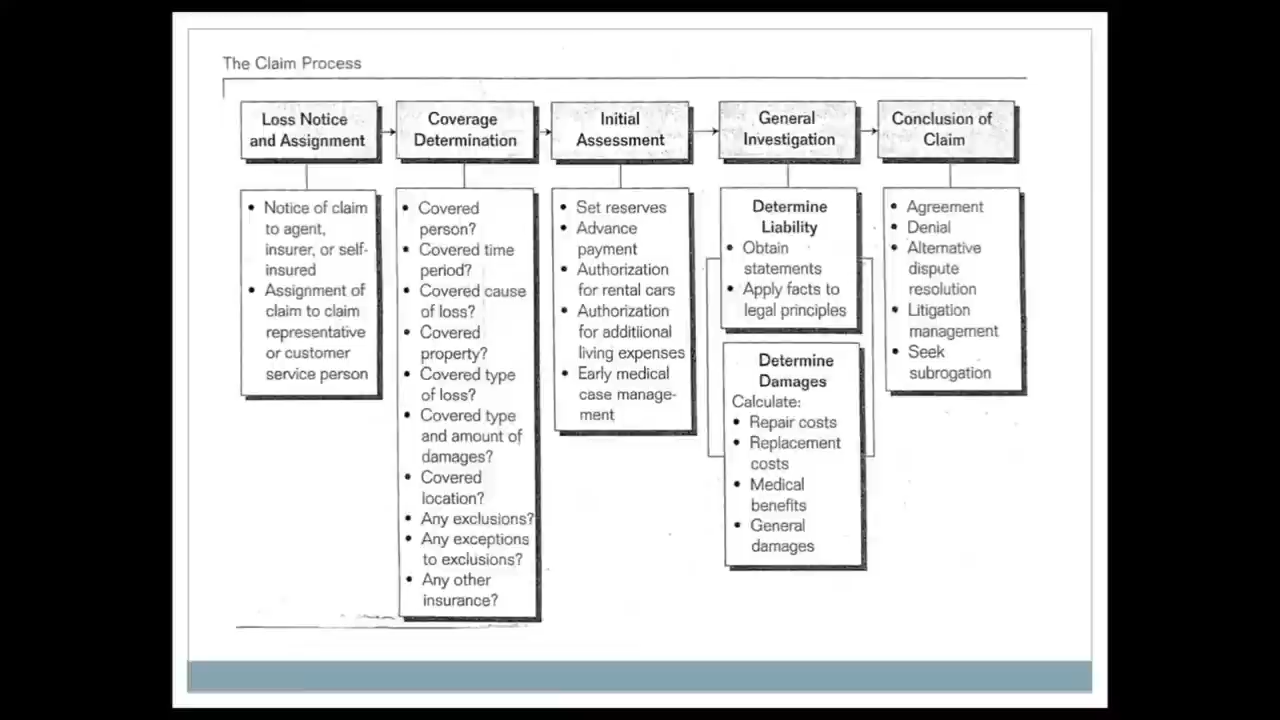 The Claim Process
Loss Notice
and Assignment
Coverage
Determination
Initial
Assessment
General
Investigation
Conclusion of
Claim
• Notice of claim
to agent,
insurer, or self-
insured
• Assignment of
claim to claim
representative
or customer
service person
• Covered
person?
• Covered time
period?
• Covered cause
of loss?
• Covered
property?
• Covered type
of loss?
• Covered type
and amount of
damages?
• Covered
location?
• Any exclusions?
• Any exceptions
to exclusions?
• Any other
insurance?
• Set reserves
• Advance
payment
• Authorization
for rental cars
• Authorization
for additional
living expenses
• Early medical
case manage-
ment
Determine
Liability
• Obtain
statements
• Apply facts to
legal principles
Determine
Damages
Calculate:
• Repair costs
• Replacement
costs
• Medical
benefits
• General
damages
• Agreement
• Denial
• Alternative
dispute
resolution
• Litigation
management
• Seek
subrogation